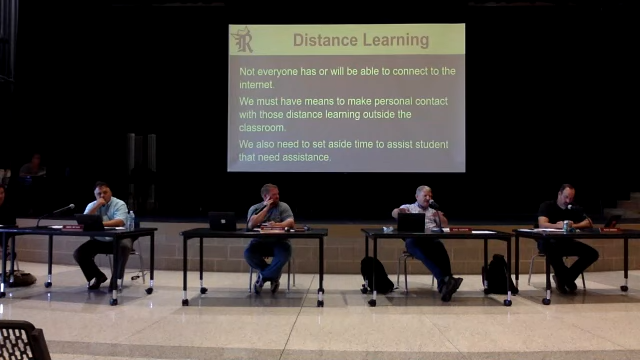 R
Distance Learning
Not everyone has or will be able to connect to the
internet.
We must have means to make personal contact
with those distance learning outside the
classroom.
We also need to set aside time to assist student
that need assistance.